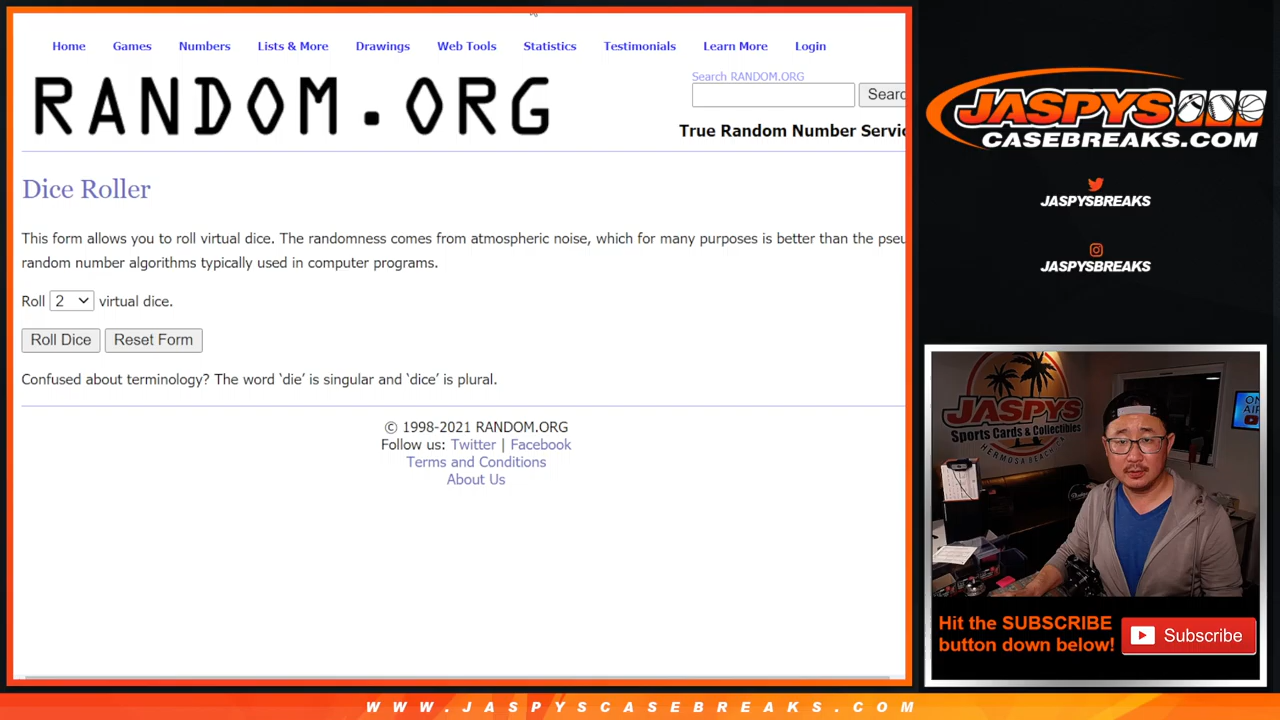 Home Games Numbers Lists & More Drawings Web Tools Statistics Testimonials Learn More Login
Search RANDOM.ORG
RANDOM.ORG
Searc
True Random Number Servic
Dice Roller
This form allows you to roll virtual dice. The randomness comes from atmospheric noise, which for many purposes is better than the pseu
random number algorithms typically used in computer programs.
Roll 2 virtual dice.
Roll Dice Reset Form
Confused about terminology? The word ‘die’ is singular and ‘dice’ is plural.
© 1998-2021 RANDOM.ORG
Follow us: Twitter | Facebook
Terms and Conditions
About Us
JASPYS
CASEBREAKS.COM
JASPYSBREAKS
JASPYSBREAKS
JASPYS
Sports Cards & Collectibles
HERMOSA BEACH
ON
AIR
Hit the SUBSCRIBE
button down below!
Subscribe
WWW.JASPYSCASEBREAKS.COM